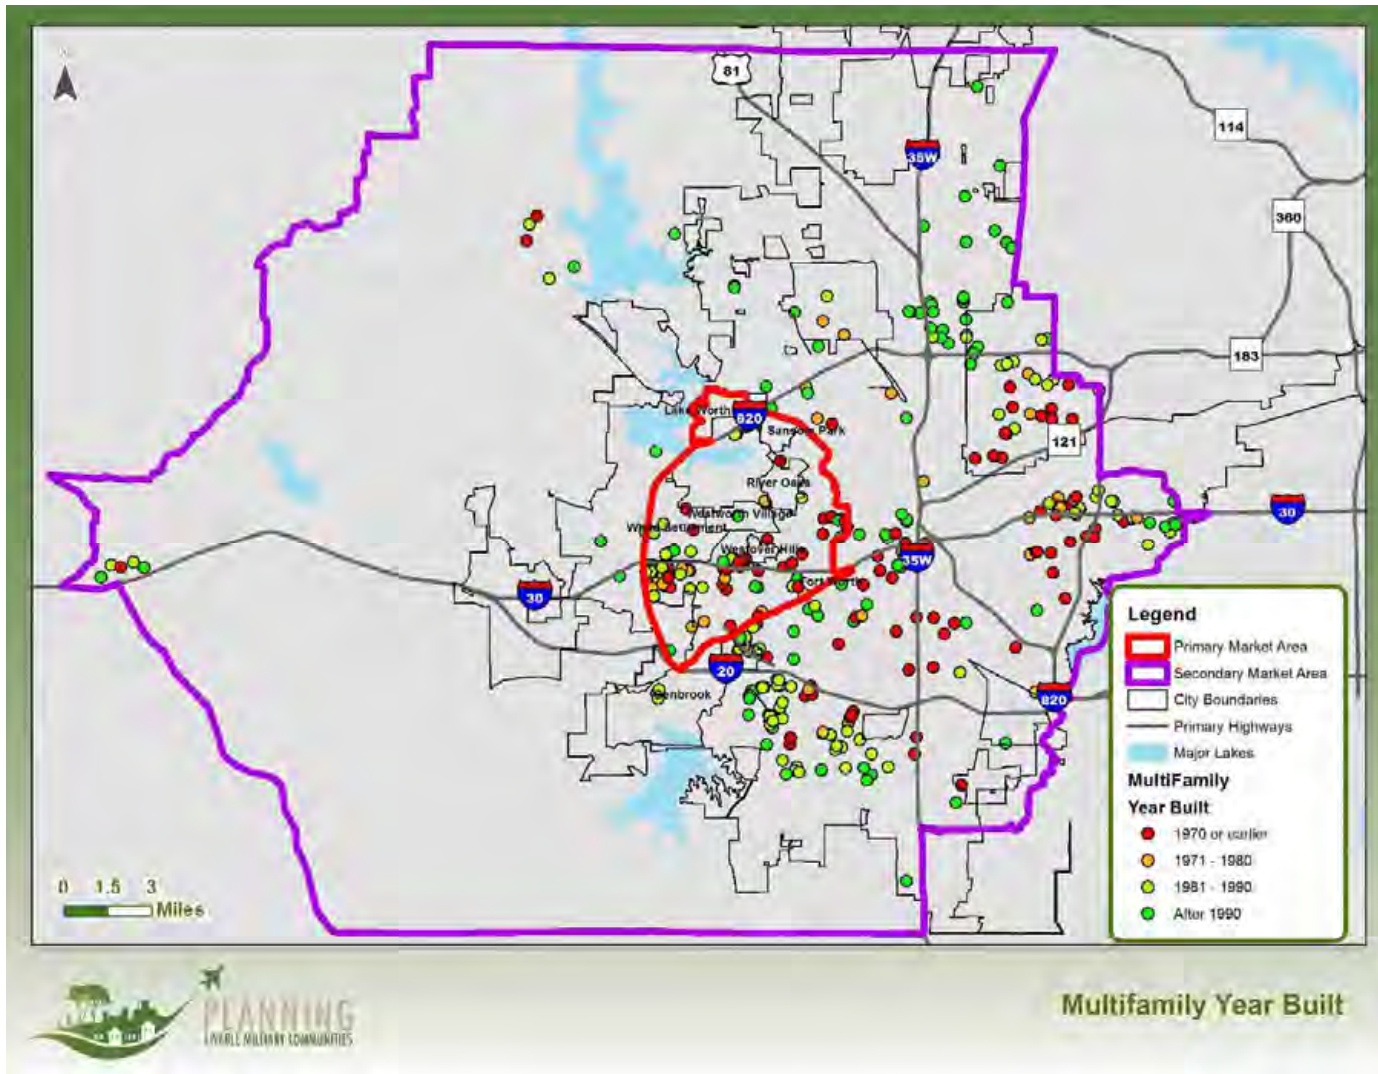 81
114
35W
360
183
Lake Worth
820
Sansom Park
121
River Oaks
Westworth Village
White Settlement
30
Westover Hills
35W
Fort Worth
30
20
Benbrook
820
Legend
Primary Market Area
Secondary Market Area
City Boundaries
Primary Highways
Major Lakes
MultiFamily
Year Built
1970 or earlier
1971 - 1980
1981 - 1990
After 1990
0 1.5 3
Miles
PLANNING
LIVABLE MILITARY COMMUNITIES
Multifamily Year Built